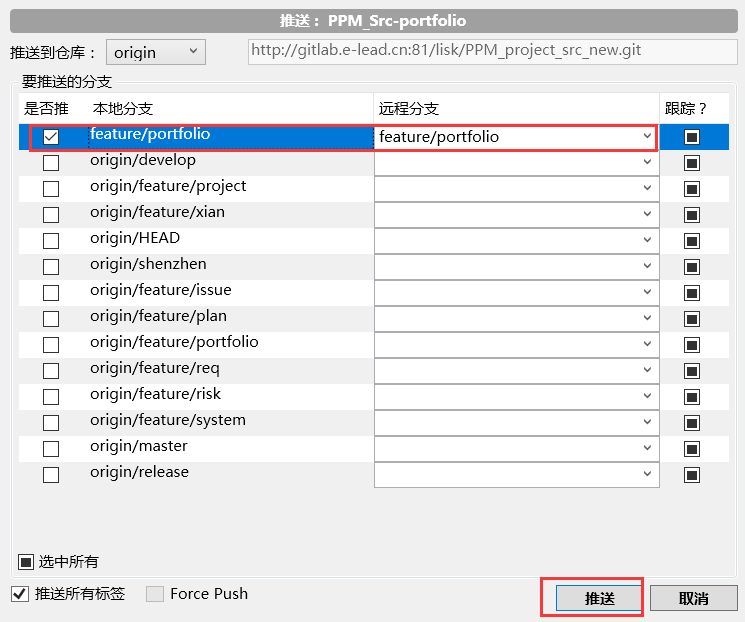 推送： PPM_Src-portfolio
推送到仓库： origin http://gitlab.e-lead.cn:81/lisk/PPM_project_src_new.git
要推送的分支
是否推 本地分支 远程分支 跟踪？
feature/portfolio feature/portfolio
origin/develop
origin/feature/project
origin/feature/xian
origin/HEAD
origin/shenzhen
origin/feature/issue
origin/feature/plan
origin/feature/portfolio
origin/feature/req
origin/feature/risk
origin/feature/system
origin/master
origin/release
选中所有
推送所有标签 Force Push 推送 取消